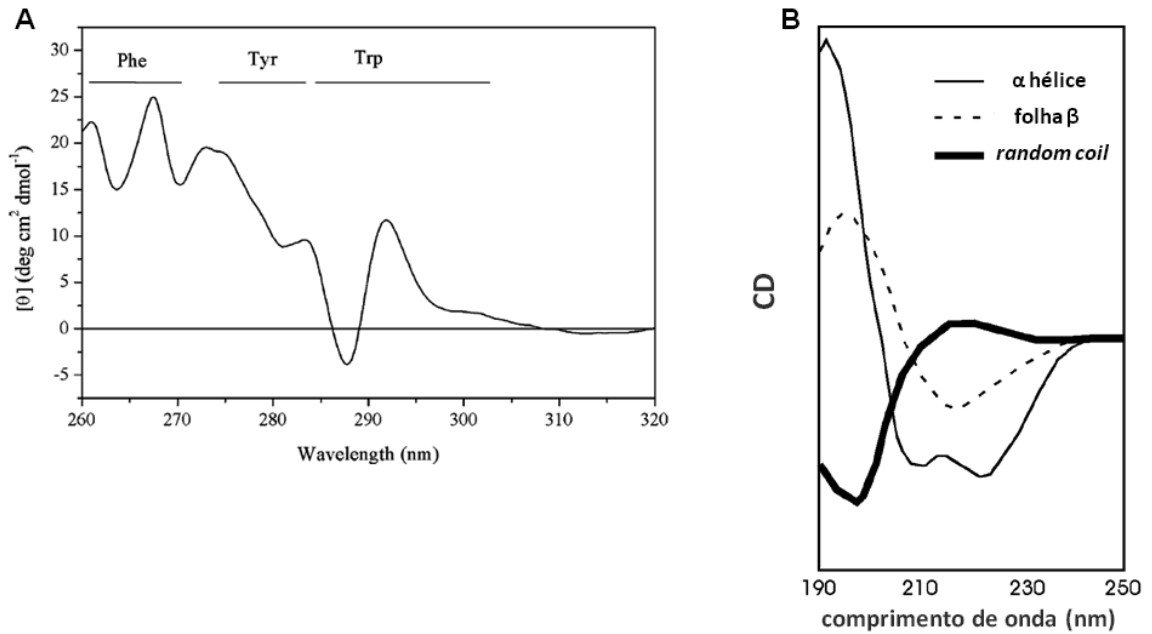 A
30
25
20
15
10
5
0
-5
[θ] (deg cm² dmol⁻¹)
Phe
Tyr
Trp
260
270
280
290
300
310
320
Wavelength (nm)
B
α hélice
folha β
random coil
CD
190
210
230
250
comprimento de onda (nm)